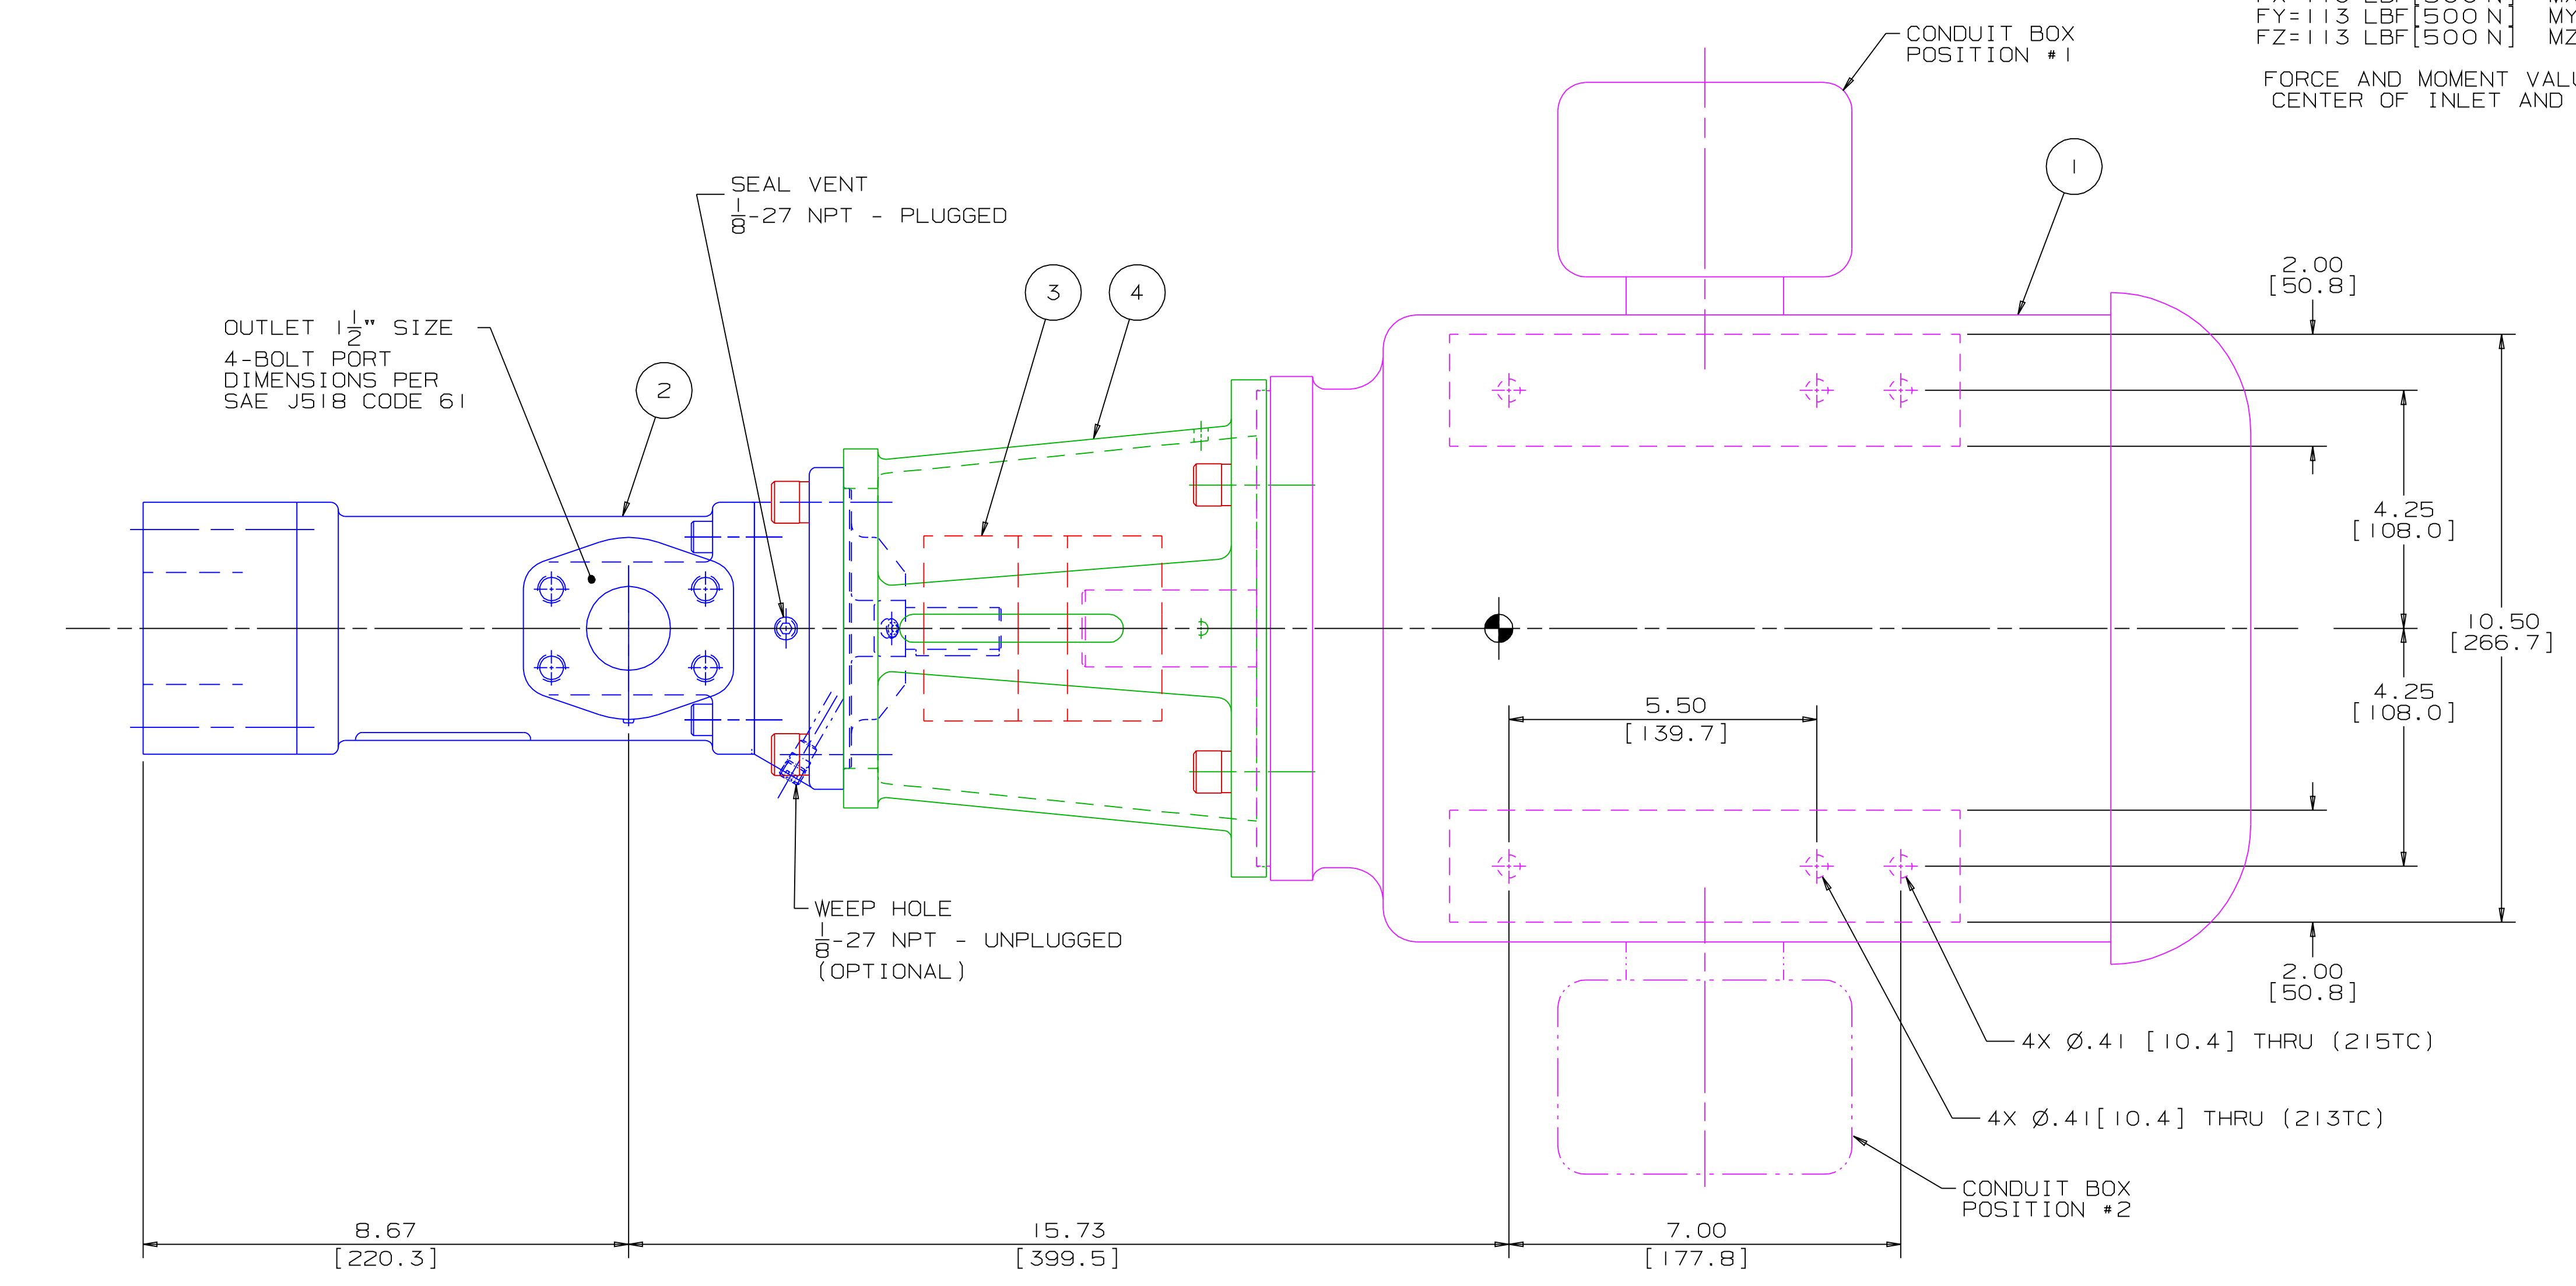 FY=113 LBF[500 N] MY
FZ=113 LBF[500 N] MZ
FORCE AND MOMENT
CENTER OF INLET AND
CONDUIT BOX
POSITION #1
1
SEAL VENT
1/8-27 NPT - PLUGGED
3
4
2.00
[50.8]
OUTLET 1 1/2" SIZE
4-BOLT PORT
DIMENSIONS PER
SAE J518 CODE 61
2
4.25
[108.0]
10.50
[266.7]
4.25
[108.0]
5.50
[139.7]
WEEP HOLE
1/8-27 NPT - UNPLUGGED
(OPTIONAL)
2.00
[50.8]
4X Ø.41 [10.4] THRU (215TC)
4X Ø.41[10.4] THRU (213TC)
CONDUIT BOX
POSITION #2
8.67
[220.3]
15.73
[399.5]
7.00
[177.8]